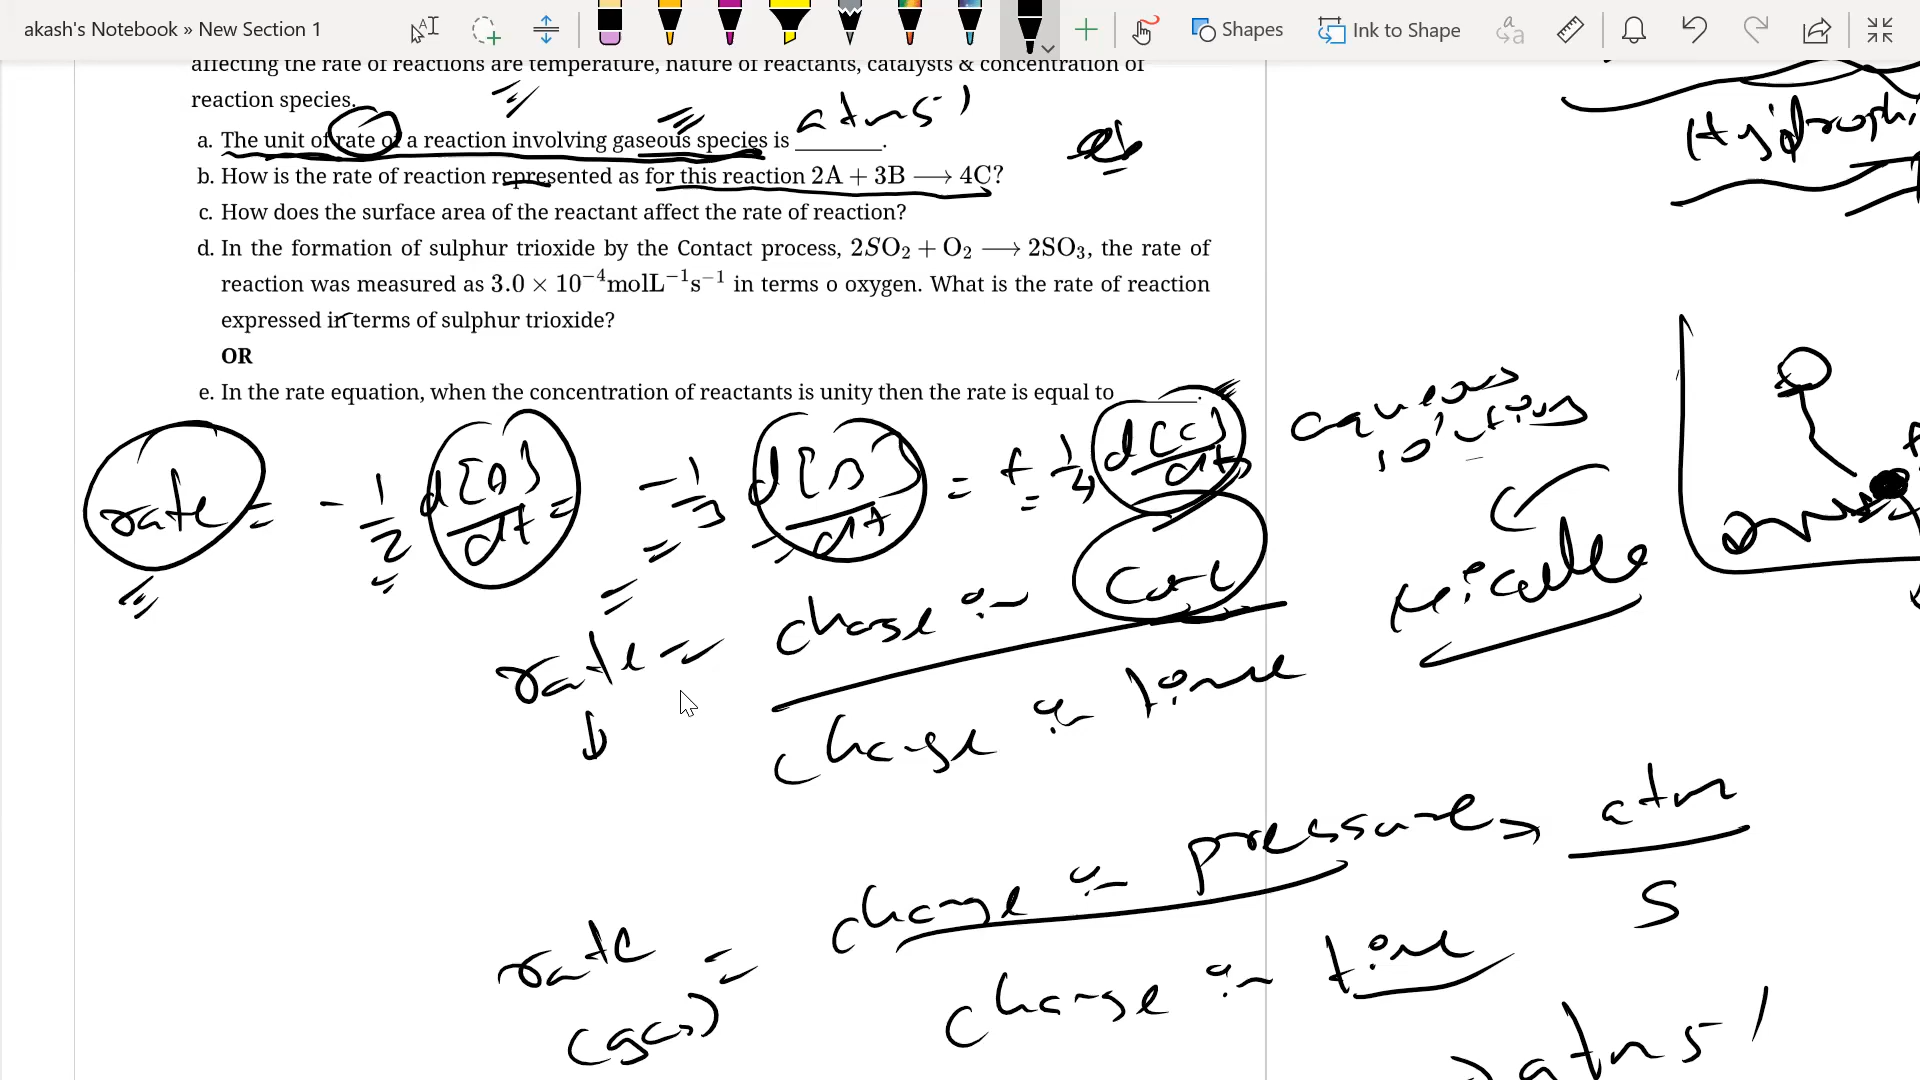 akash's Notebook » New Section 1
Shapes
Ink to Shape
affecting the rate of reactions are temperature, nature of reactants, catalysts & concentration of
reaction species.
atms⁻¹
a. The unit of rate of a reaction involving gaseous species is ________.
b. How is the rate of reaction represented as for this reaction 2A + 3B ⟶ 4C?
c. How does the surface area of the reactant affect the rate of reaction?
d. In the formation of sulphur trioxide by the Contact process, 2SO₂ + O₂ ⟶ 2SO₃, the rate of
reaction was measured as 3.0 × 10⁻⁴molL⁻¹s⁻¹ in terms o oxygen. What is the rate of reaction
expressed in terms of sulphur trioxide?
OR
e. In the rate equation, when the concentration of reactants is unity then the rate is equal to ________.
rate = - 1/2 d[A]/dt = - 1/3 d[B]/dt = + 1/4 d[C]/dt
rate = change in / change in time
rate (gas) = change in pressure / change in time → atm / s
atms⁻¹
aqueous
solutions
Micelle